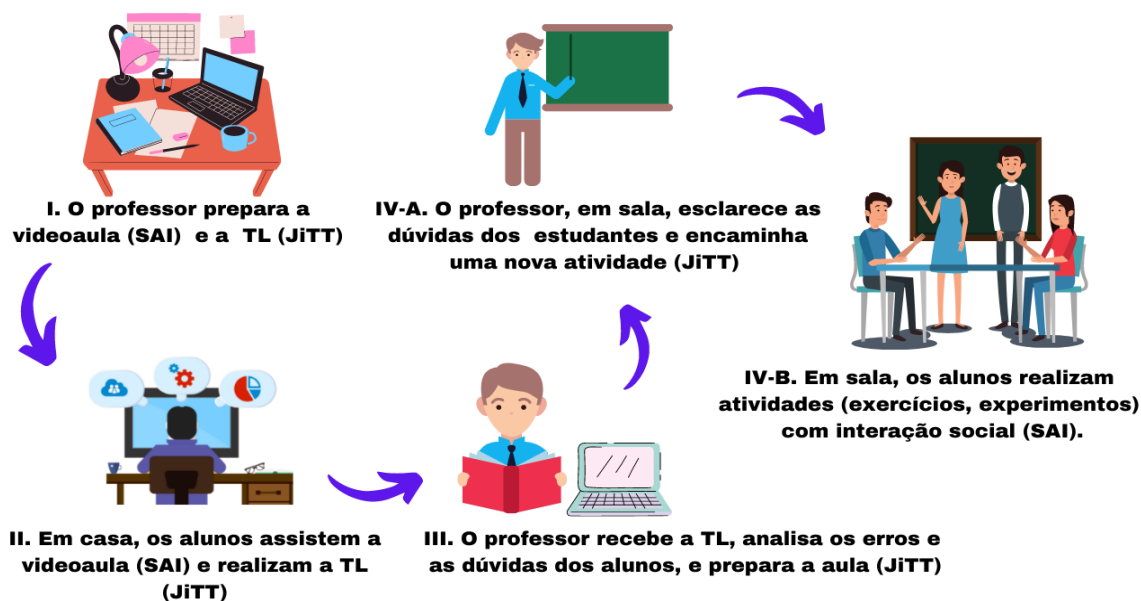 I. O professor prepara a
videoaula (SAI) e a TL (JiTT)
II. Em casa, os alunos assistem a
videoaula (SAI) e realizam a TL
(JiTT)
III. O professor recebe a TL, analisa os erros e
as dúvidas dos alunos, e prepara a aula (JiTT)
IV-A. O professor, em sala, esclarece as
dúvidas dos estudantes e encaminha
uma nova atividade (JiTT)
IV-B. Em sala, os alunos realizam
atividades (exercícios, experimentos)
com interação social (SAI).